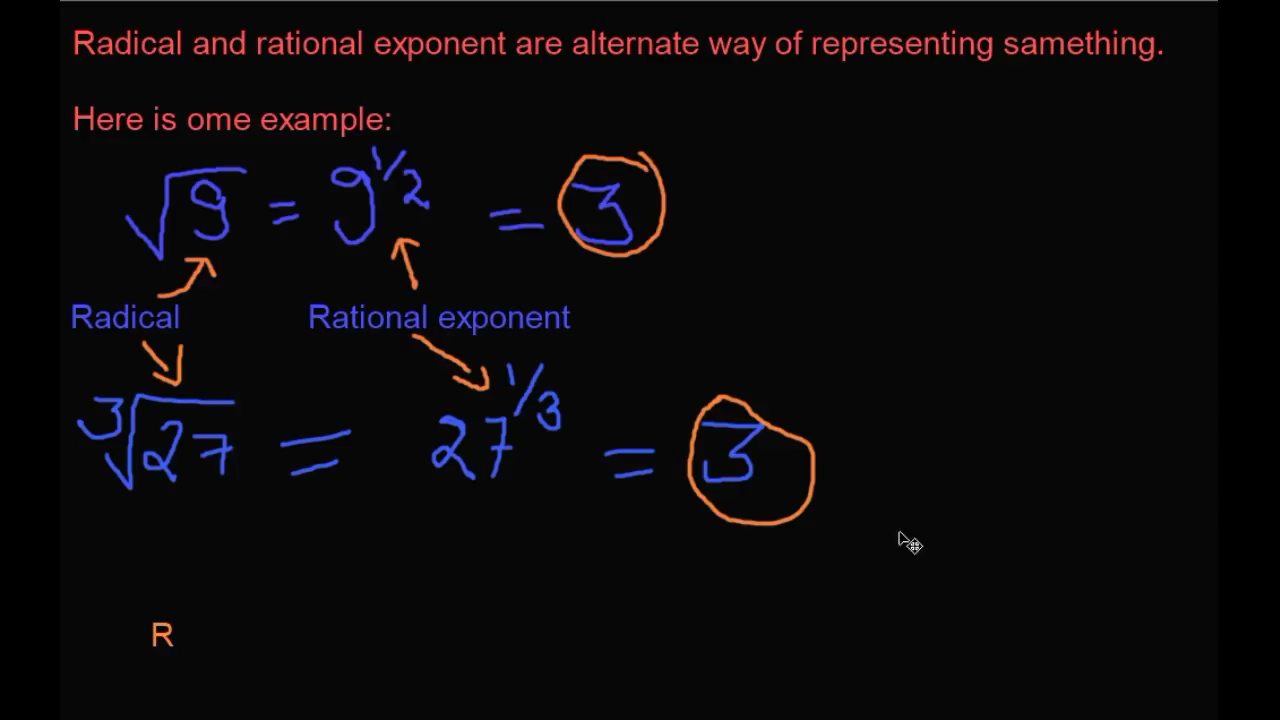 Radical and rational exponent are alternate way of representing samething.
Here is ome example:
√9 = 9^1/2 = 3
Radical Rational exponent
3√27 = 27^1/3 = 3
R